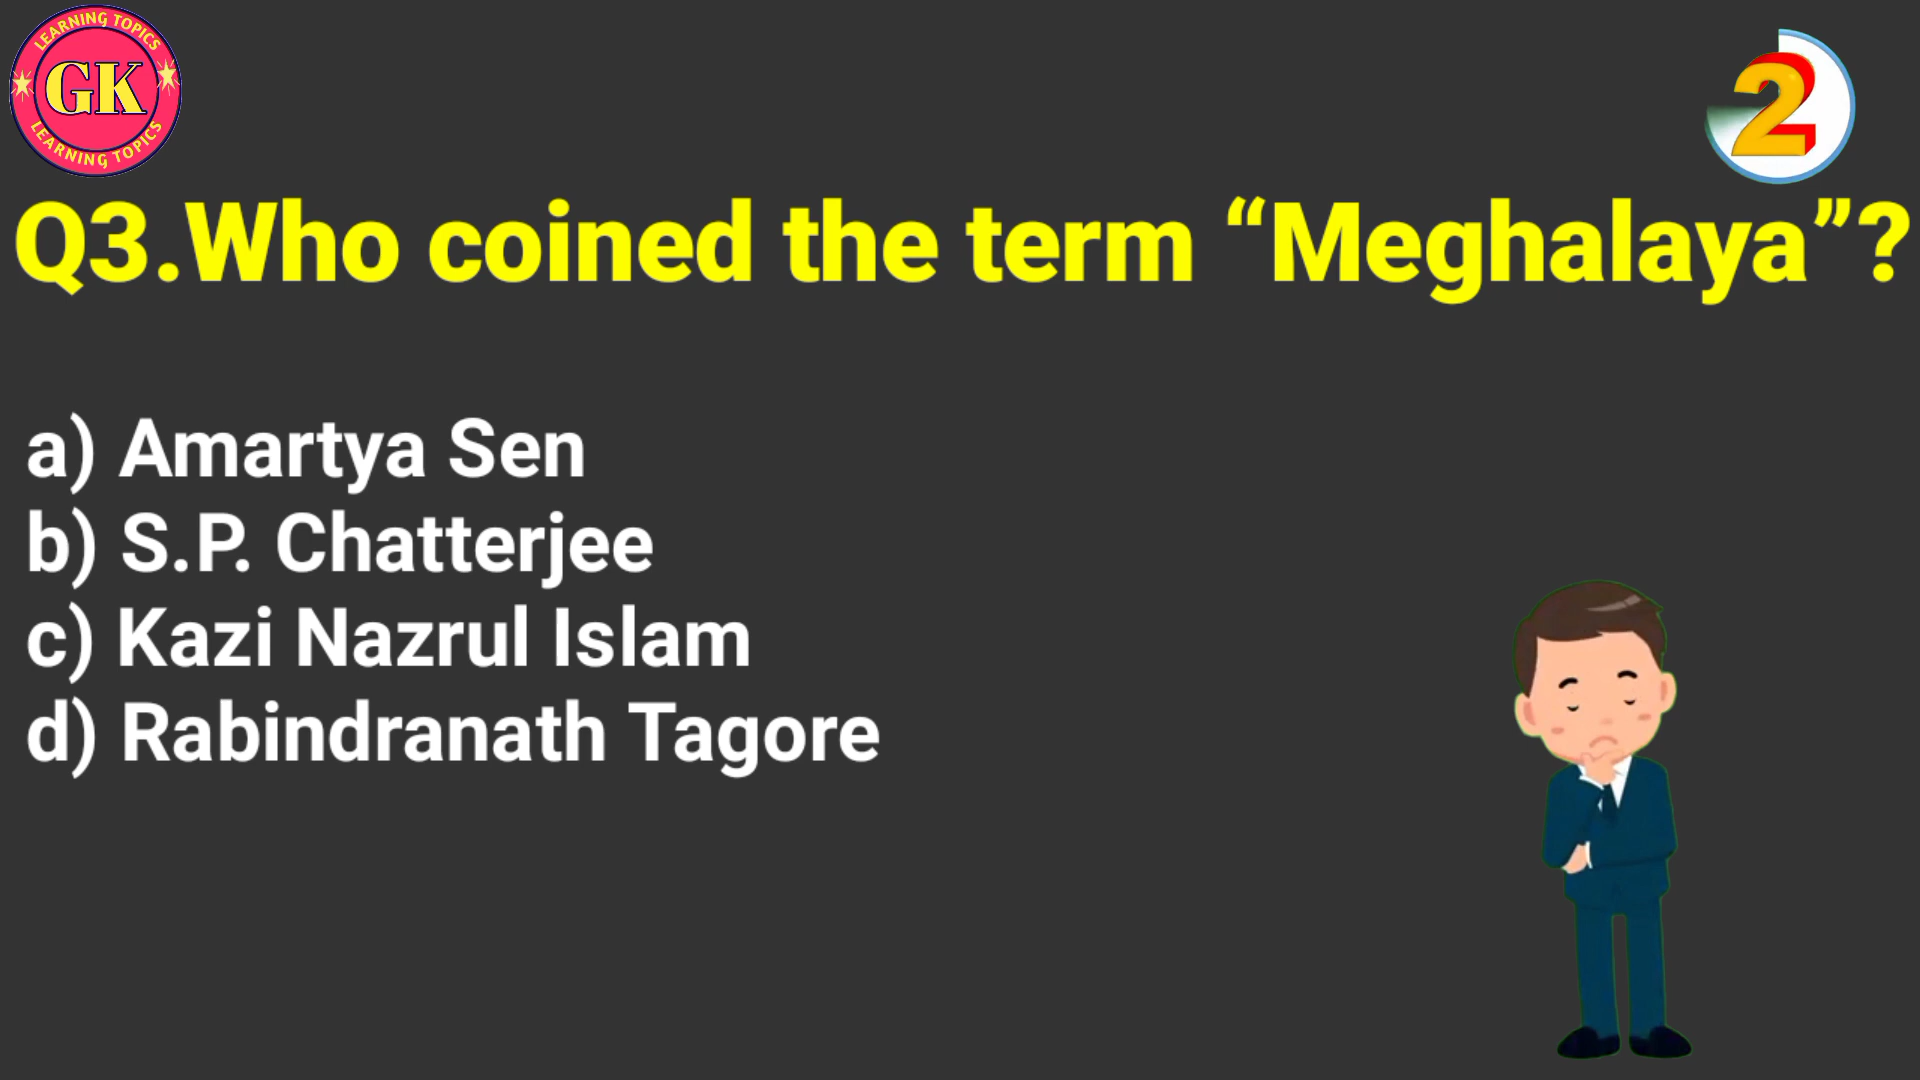 LEARNING TOPICS
GK
LEARNING TOPICS
2
Q3.Who coined the term “Meghalaya”?
a) Amartya Sen
b) S.P. Chatterjee
c) Kazi Nazrul Islam
d) Rabindranath Tagore